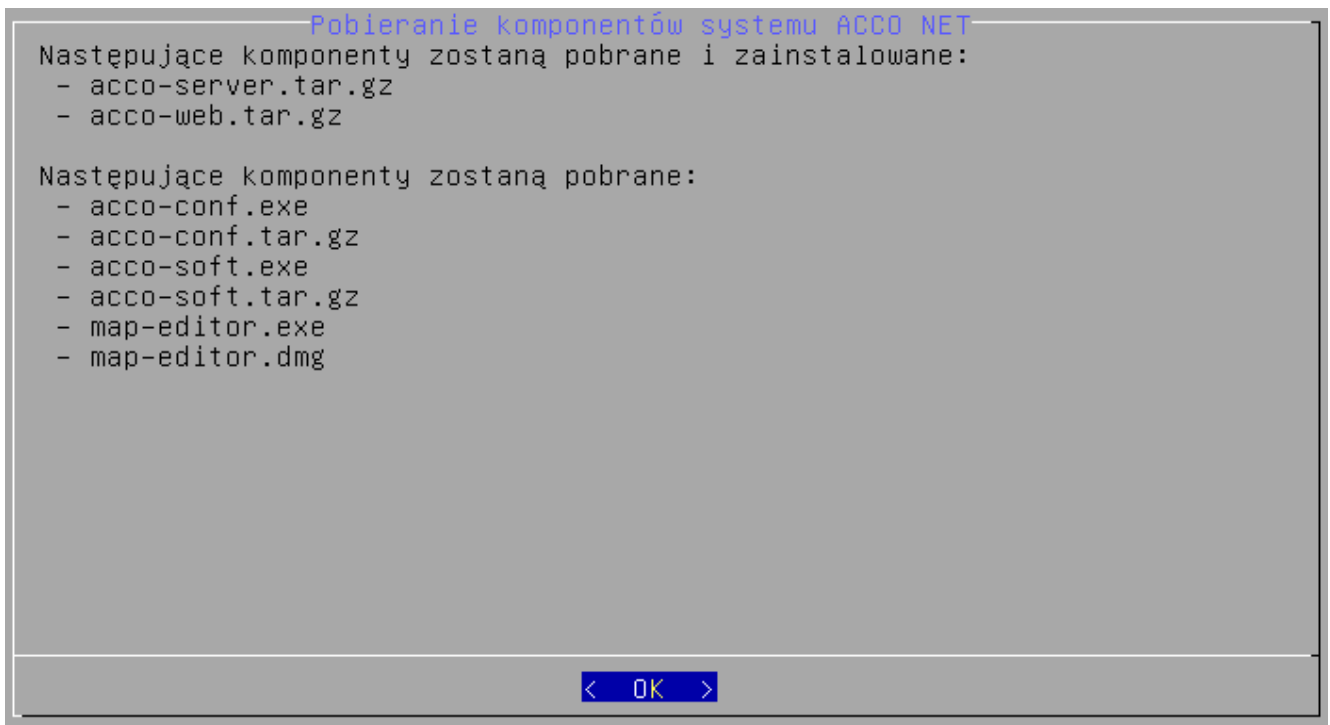 Pobieranie komponentów systemu ACCO NET
Następujące komponenty zostaną pobrane i zainstalowane:
- acco-server.tar.gz
- acco-web.tar.gz
Następujące komponenty zostaną pobrane:
- acco-conf.exe
- acco-conf.tar.gz
- acco-soft.exe
- acco-soft.tar.gz
- map-editor.exe
- map-editor.dmg
< OK >